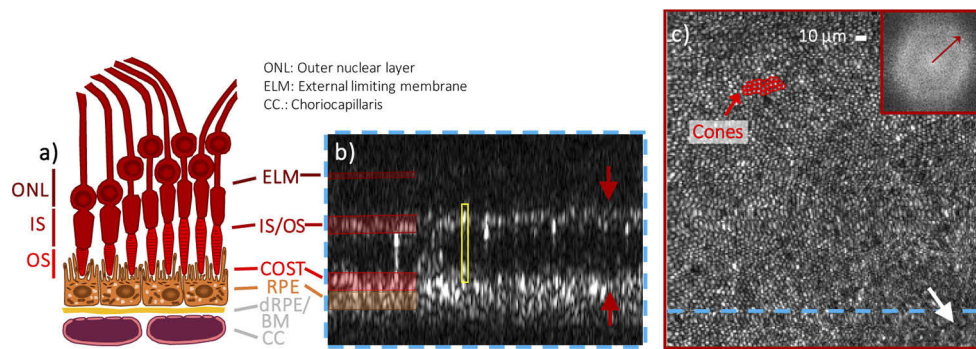 ONL: Outer nuclear layer
ELM: External limiting membrane
CC.: Choriocapillaris
a)
ONL
IS
OS
ELM
IS/OS
COST
RPE
dRPE/
BM
CC
b)
c)
10 µm
Cones